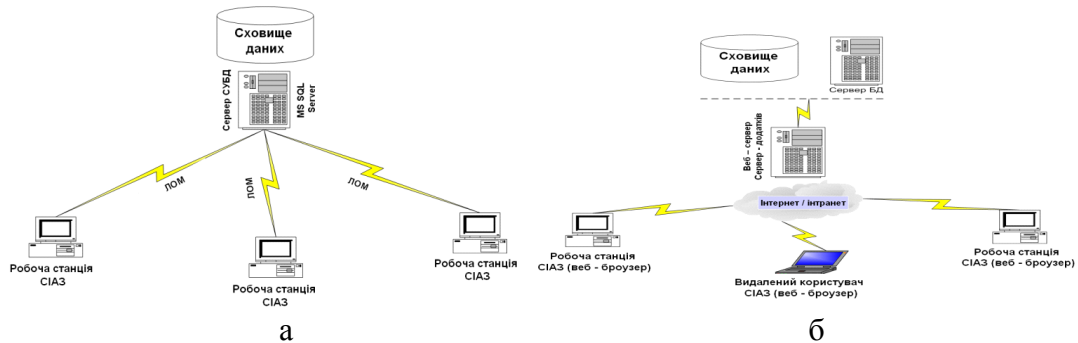 Сховище
даних
Сервер СУБД
MS SQL
Server
ЛОМ
ЛОМ
ЛОМ
Робоча станція
СІАЗ
Робоча станція
СІАЗ
Робоча станція
СІАЗ
а
Сховище
даних
Сервер БД
Веб – сервер
Сервер - додатків
Інтернет / інтранет
Робоча станція
СІАЗ (веб - броузер)
Видалений користувач
СІАЗ (веб - броузер)
Робоча станція
СІАЗ (веб - броузер)
б